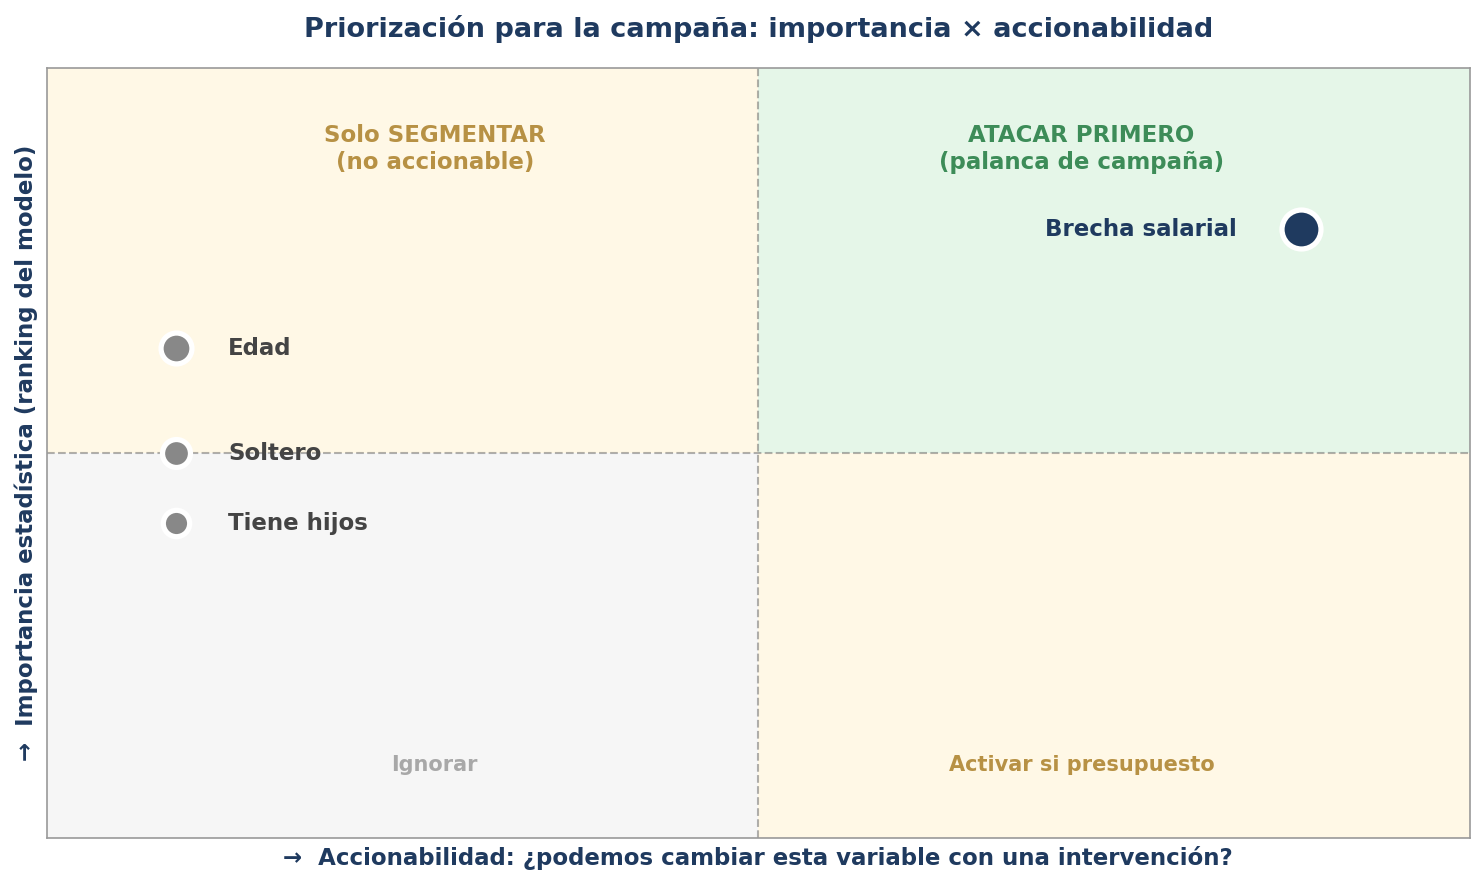 Priorización para la campaña: importancia × accionabilidad
Solo SEGMENTAR
(no accionable)
ATACAR PRIMERO
(palanca de campaña)
Brecha salarial
Edad
Soltero
Tiene hijos
Ignorar
Activar si presupuesto
→ Importancia estadística (ranking del modelo)
→ Accionabilidad: ¿podemos cambiar esta variable con una intervención?